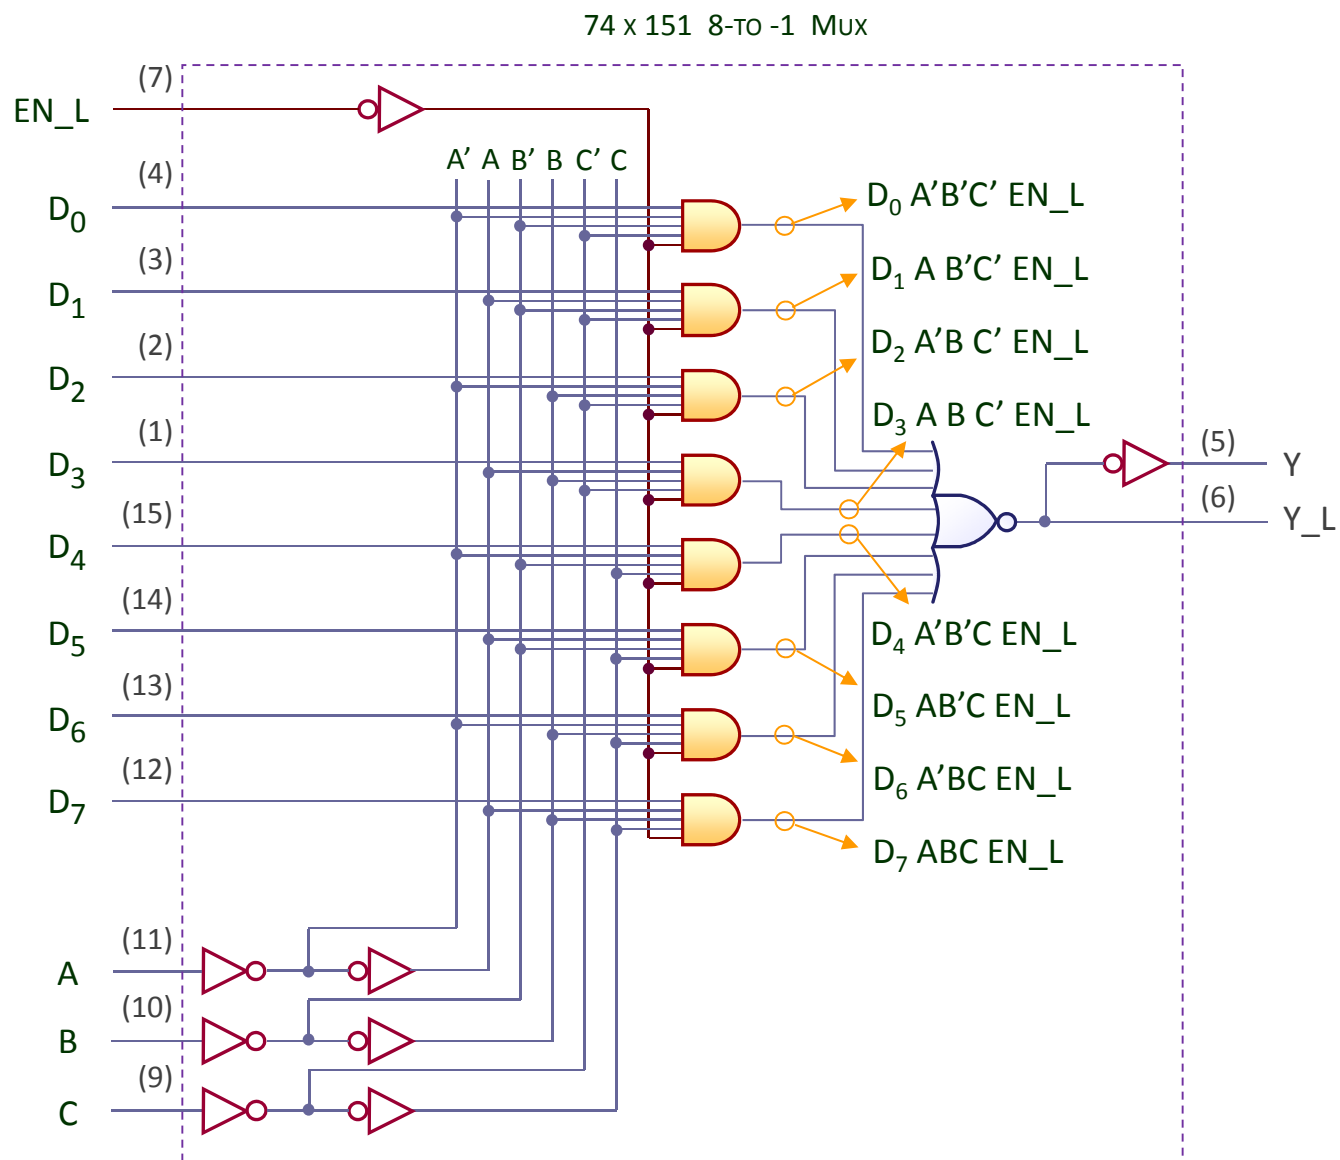 74 X 151 8-TO -1 MUX
(7)
EN_L
A’ A B’ B C’ C
(4)
D0
D0 A’B’C’ EN_L
(3)
D1
D1 A B’C’ EN_L
(2)
D2
D2 A’B C’ EN_L
(1)
D3
D3 A B C’ EN_L
(5)
Y
(6)
Y_L
(15)
D4
D4 A’B’C EN_L
(14)
D5
D5 AB’C EN_L
(13)
D6
D6 A’BC EN_L
(12)
D7
D7 ABC EN_L
(11)
A
(10)
B
(9)
C